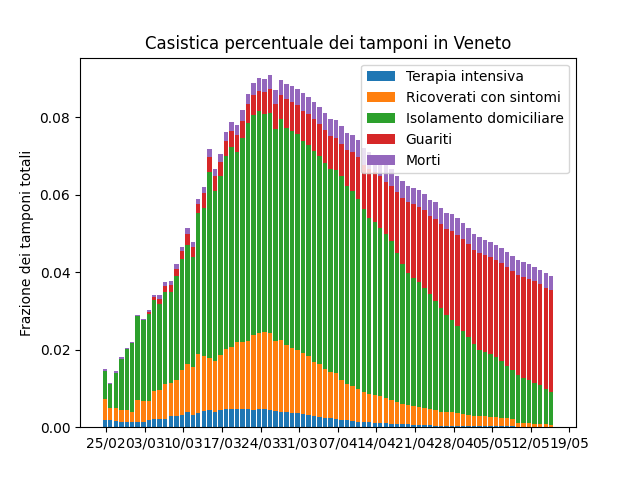 Casistica percentuale dei tamponi in Veneto
Terapia intensiva
Ricoverati con sintomi
Isolamento domiciliare
Guariti
Morti
Frazione dei tamponi totali
0.08
0.06
0.04
0.02
0.00
25/02 03/03 10/03 17/03 24/03 31/03 07/04 14/04 21/04 28/04 05/05 12/05 19/05